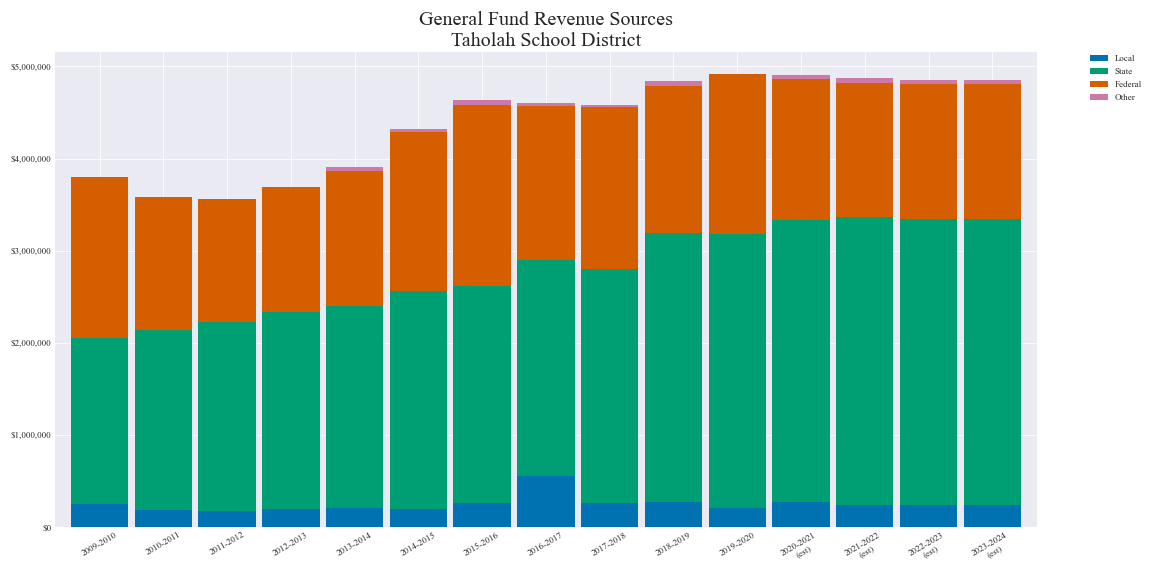 General Fund Revenue Sources
Taholah School District
Local
State
Federal
Other
$5,000,000
$4,000,000
$3,000,000
$2,000,000
$1,000,000
$0
2009-2010
2010-2011
2011-2012
2012-2013
2013-2014
2014-2015
2015-2016
2016-2017
2017-2018
2018-2019
2019-2020
2020-2021
(est)
2021-2022
(est)
2022-2023
(est)
2023-2024
(est)